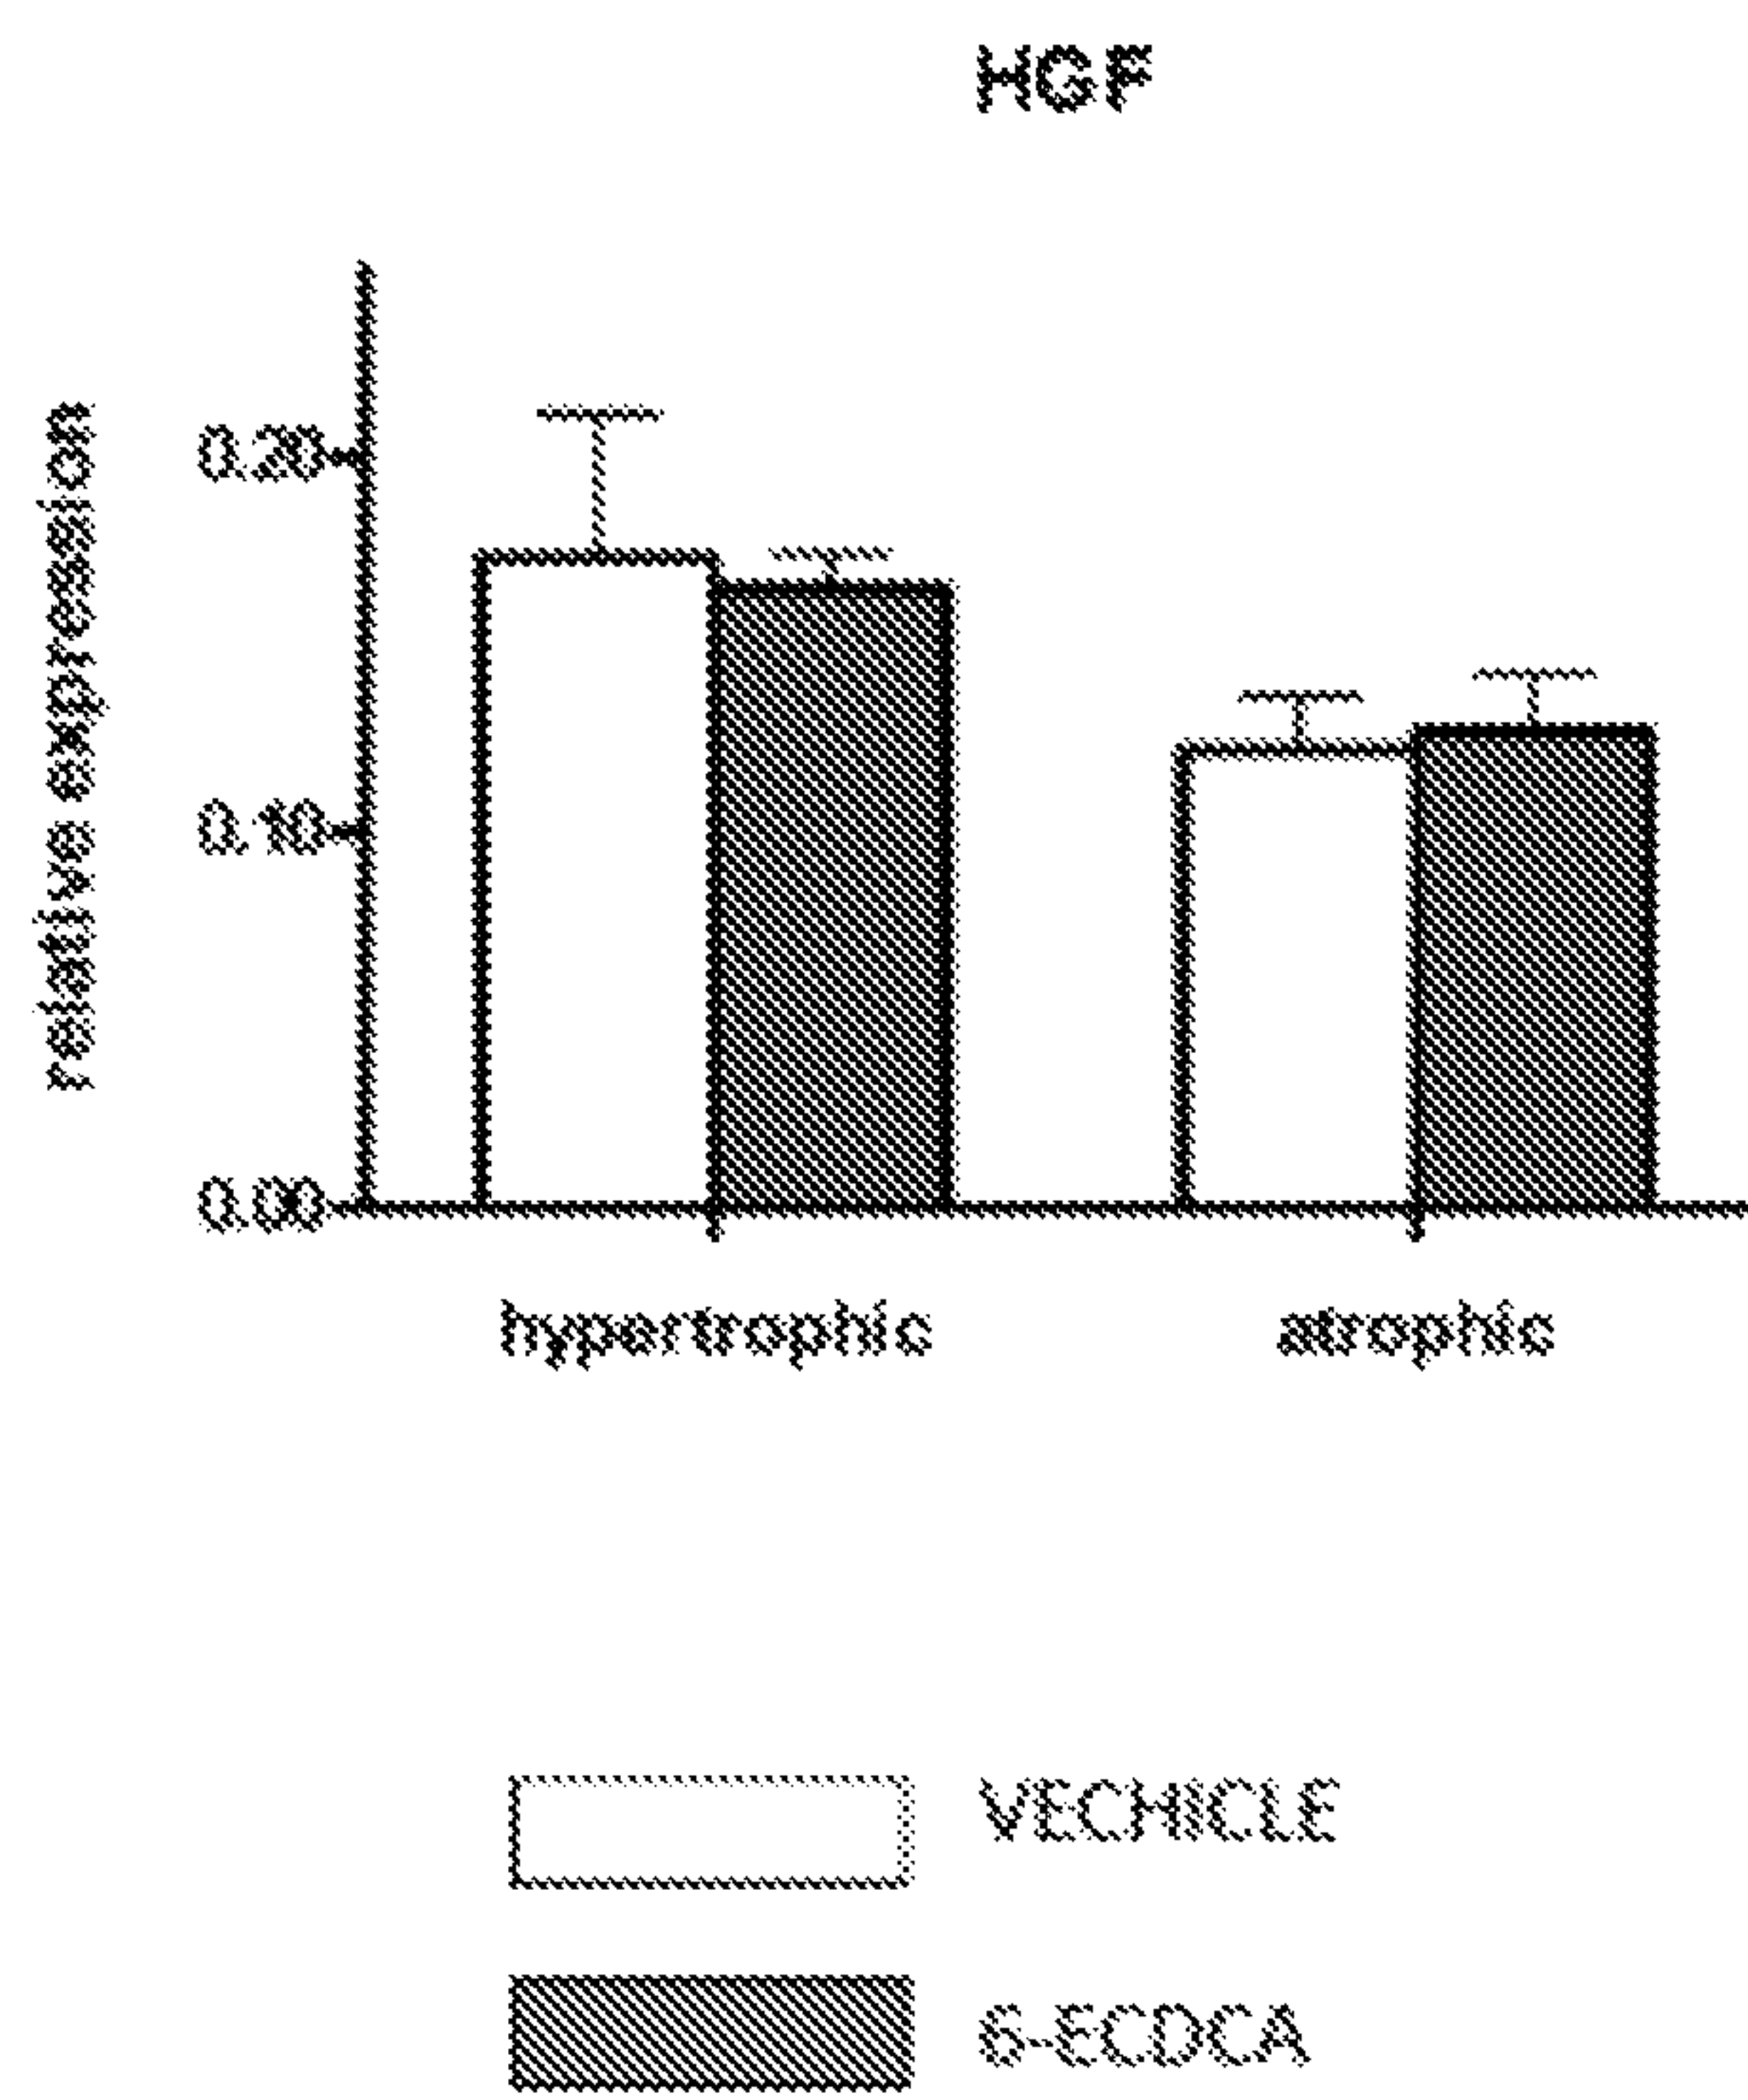 HGF
relative expression
0.20
0.10
0.00
hypertrophic
atrophic
VECHICLE
6-ECDCA